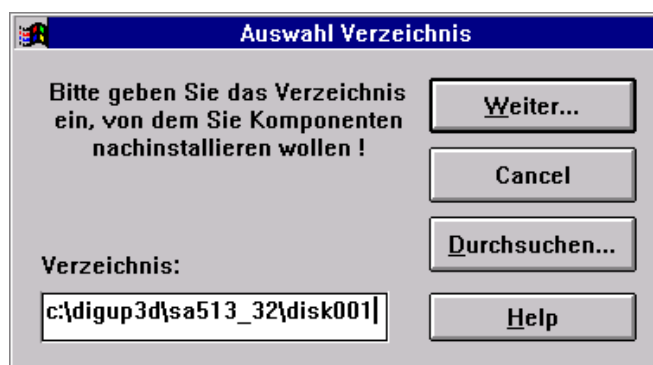 Auswahl Verzeichnis
Bitte geben Sie das Verzeichnis
ein, von dem Sie Komponenten
nachinstallieren wollen !
Weiter...
Cancel
Durchsuchen...
Verzeichnis:
c:\digup3d\sa513_32\disk001
Help